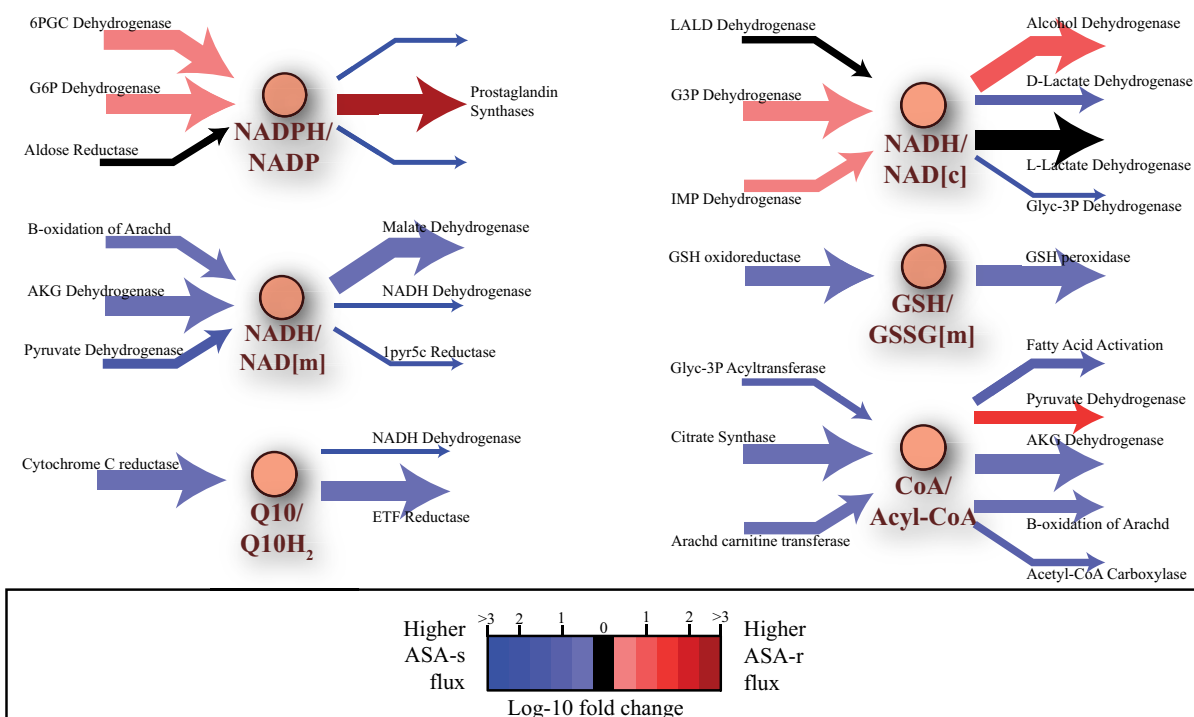 6PGC Dehydrogenase
G6P Dehydrogenase
Aldose Reductase
NADPH/
NADP
Prostaglandin
Synthases
LALD Dehydrogenase
G3P Dehydrogenase
IMP Dehydrogenase
NADH/
NAD[c]
Alcohol Dehydrogenase
D-Lactate Dehydrogenase
L-Lactate Dehydrogenase
Glyc-3P Dehydrogenase
B-oxidation of Arachd
AKG Dehydrogenase
Pyruvate Dehydrogenase
NADH/
NAD[m]
Malate Dehydrogenase
NADH Dehydrogenase
1pyr5c Reductase
GSH oxidoreductase
GSH/
GSSG[m]
GSH peroxidase
Cytochrome C reductase
Q10/
Q10H₂
NADH Dehydrogenase
ETF Reductase
Glyc-3P Acyltransferase
Citrate Synthase
Arachd carnitine transferase
CoA/
Acyl-CoA
Fatty Acid Activation
Pyruvate Dehydrogenase
AKG Dehydrogenase
B-oxidation of Arachd
Acetyl-CoA Carboxylase
Higher
ASA-s
flux
>3 2 1 0 1 2 >3
Higher
ASA-r
flux
Log-10 fold change